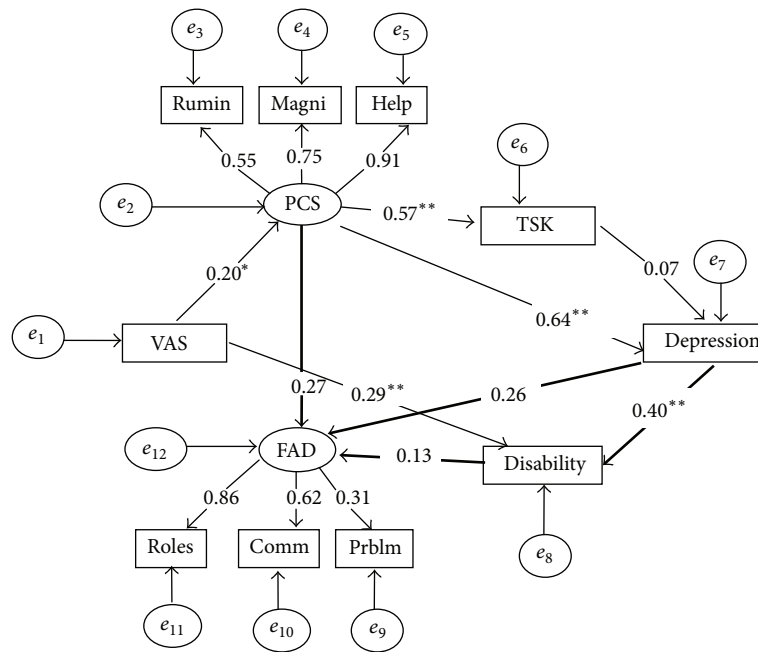 e3 e4 e5
Rumin Magni Help
e6
0.55 0.75 0.91
e2 PCS 0.57** TSK
e7
0.20* 0.07
e1 VAS 0.64** Depression
0.27 0.29** 0.26 0.40**
e12 FAD 0.13 Disability
0.86 0.62 0.31
Roles Comm Prblm
e8
e11 e10 e9